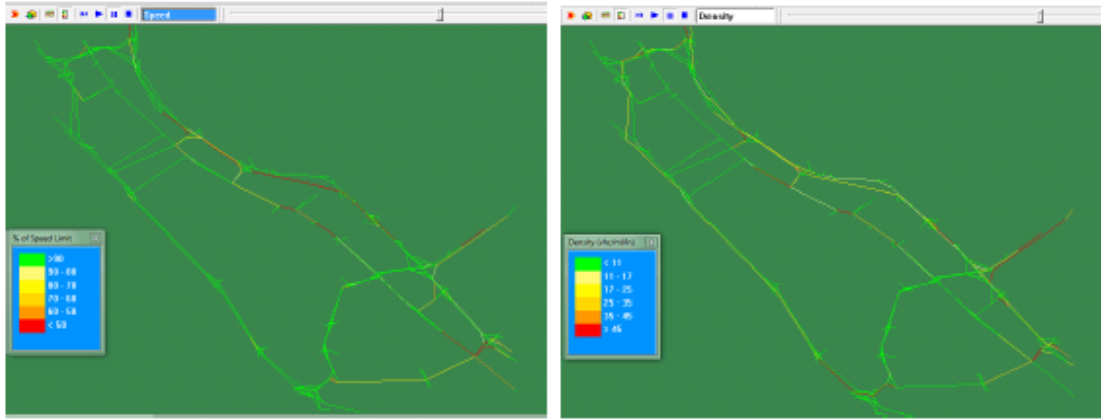 Speed
Density
% of Speed Limit
>90
90 - 80
80 - 70
70 - 60
60 - 50
< 50
Density (veh/mi/ln)
< 11
11 - 17
17 - 25
25 - 35
35 - 45
> 45